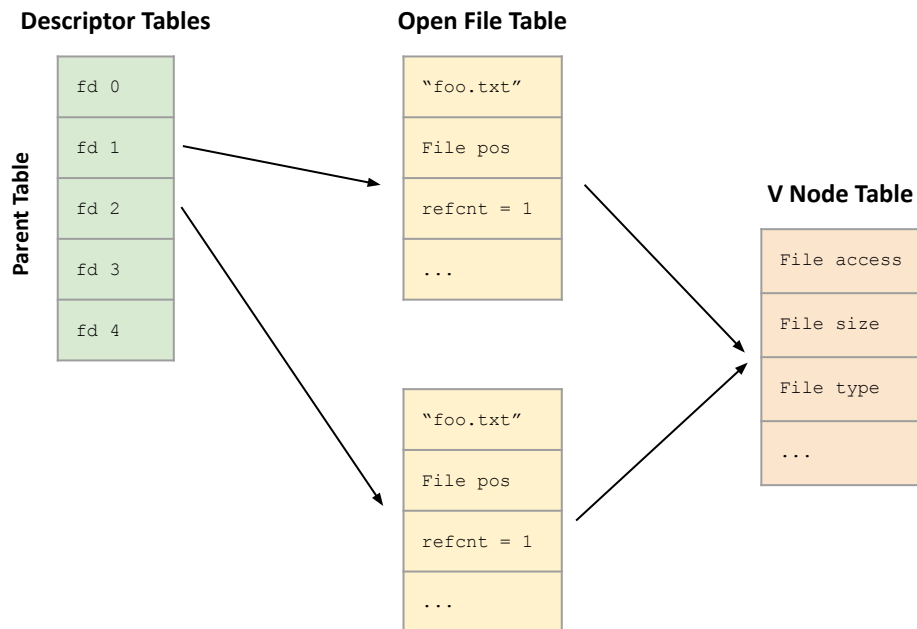 Descriptor Tables
Open File Table
Parent Table
fd 0
fd 1
fd 2
fd 3
fd 4
“foo.txt”
File pos
refcnt = 1
...
“foo.txt”
File pos
refcnt = 1
...
V Node Table
File access
File size
File type
...